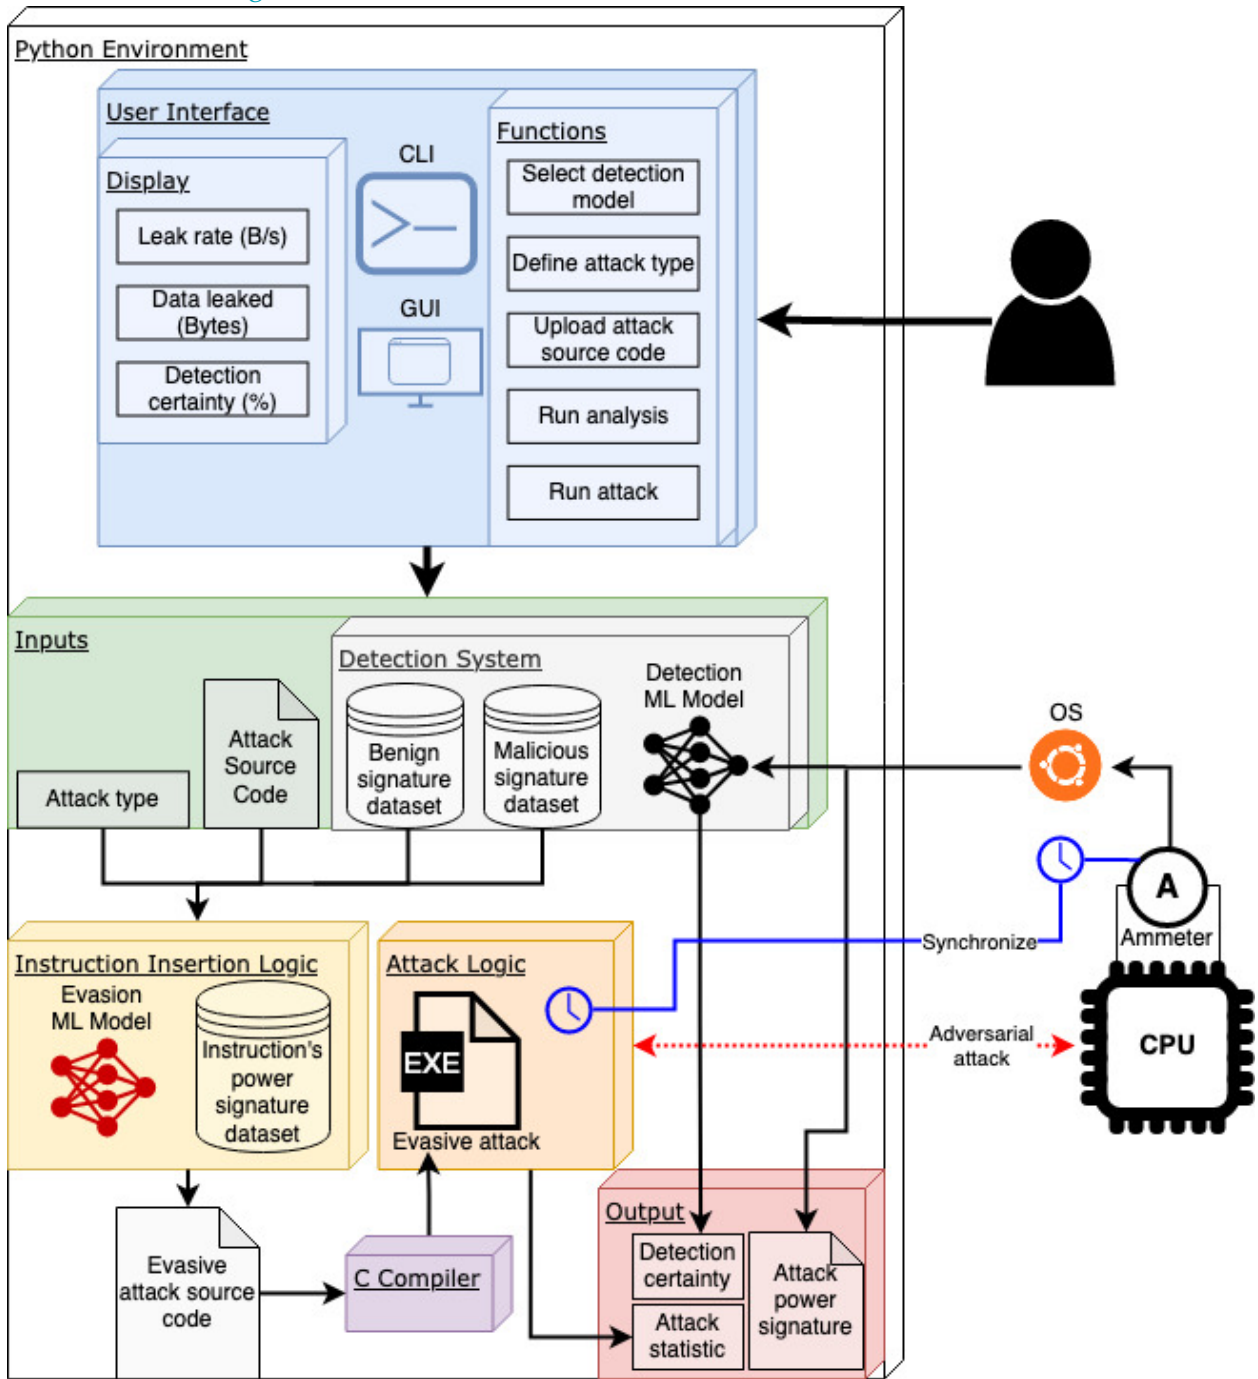 Python Environment
User Interface
Display
Leak rate (B/s)
Data leaked
(Bytes)
Detection
certainty (%)
CLI
GUI
Functions
Select detection
model
Define attack type
Upload attack
source code
Run analysis
Run attack
Inputs
Attack type
Attack
Source
Code
Detection System
Benign
signature
dataset
Malicious
signature
dataset
Detection
ML Model
OS
A
Ammeter
Synchronize
CPU
Adversarial
attack
Instruction Insertion Logic
Evasion
ML Model
Instruction's
power
signature
dataset
Attack Logic
EXE
Evasive attack
Evasive
attack source
code
C Compiler
Output
Detection
certainty
Attack
statistic
Attack
power
signature